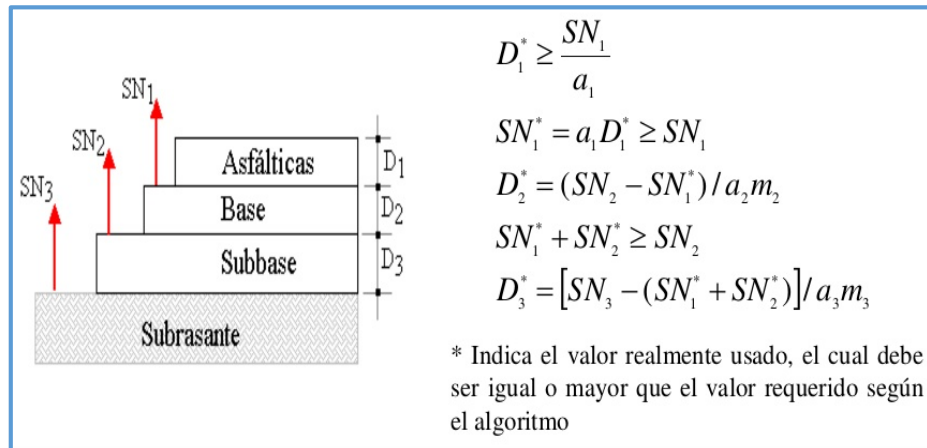 SN₁
SN₂
SN₃
Asfálticas
D₁
Base
D₂
Subbase
D₃
Subrasante
D₁* ≥ SN₁ / a₁
SN₁* = a₁D₁* ≥ SN₁
D₂* = (SN₂ − SN₁*) / a₂m₂
SN₁* + SN₂* ≥ SN₂
D₃* = [SN₃ − (SN₁* + SN₂*)] / a₃m₃
* Indica el valor realmente usado, el cual debe
ser igual o mayor que el valor requerido según
el algoritmo